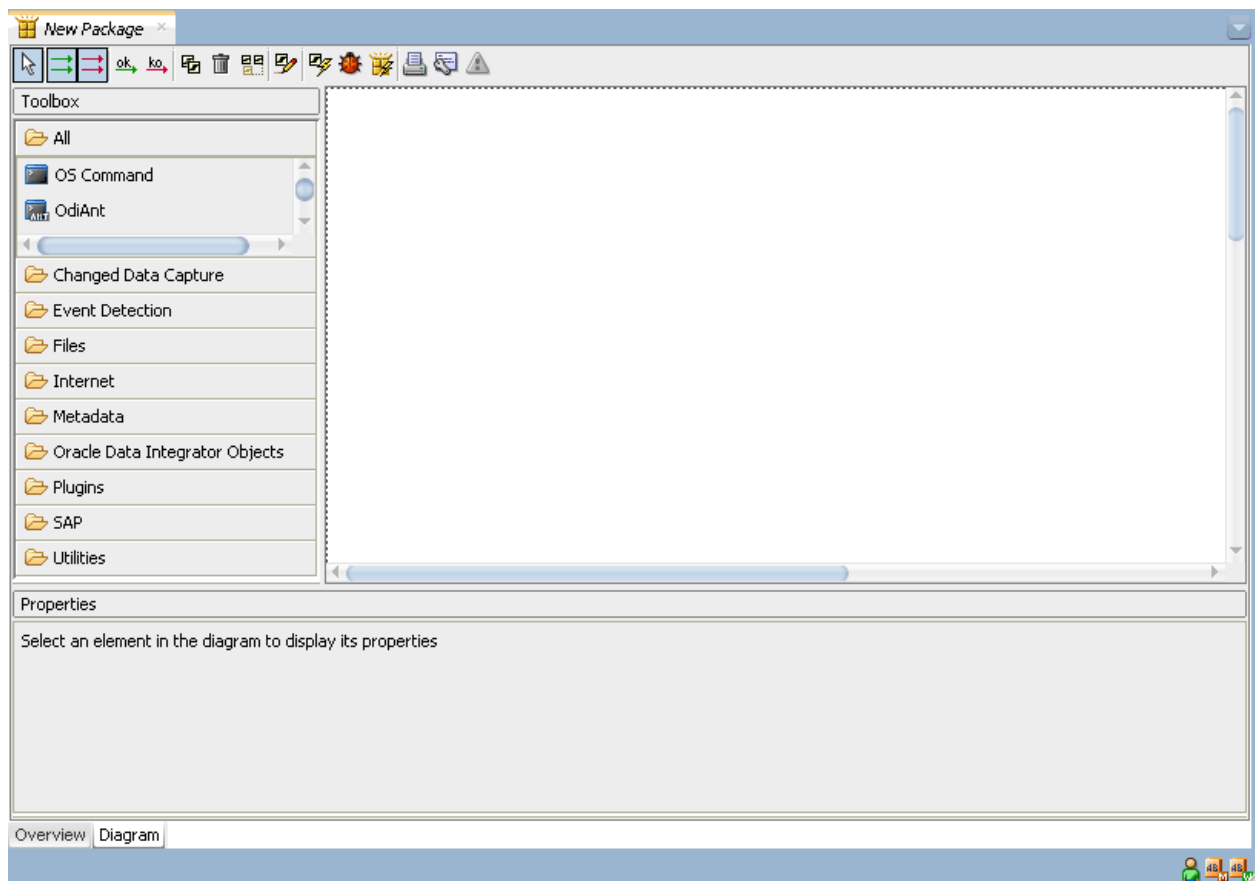 New Package
ok ko
Toolbox
All
OS Command
OdiAnt
Changed Data Capture
Event Detection
Files
Internet
Metadata
Oracle Data Integrator Objects
Plugins
SAP
Utilities
Properties
Select an element in the diagram to display its properties
Overview Diagram